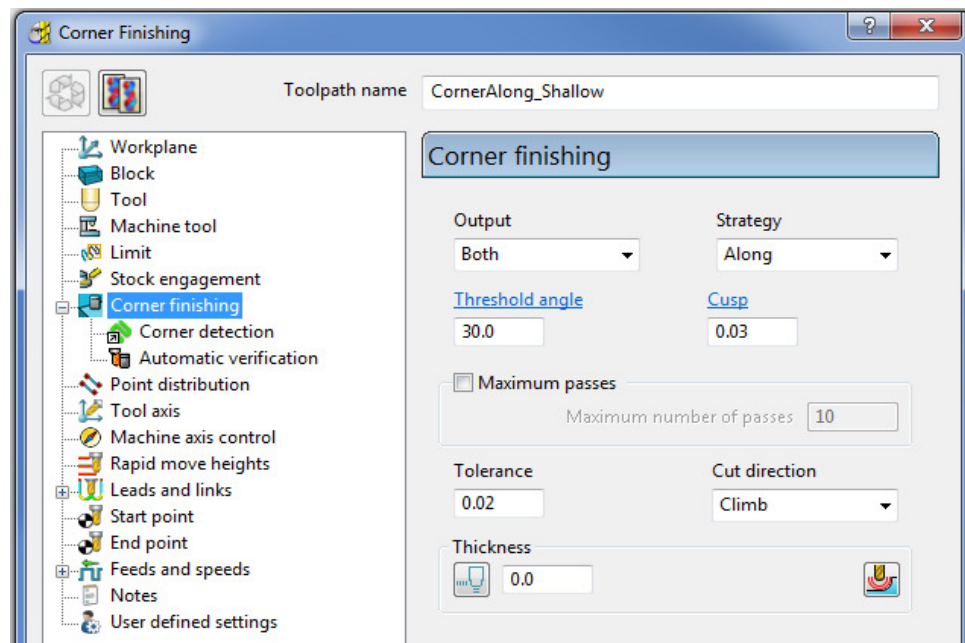 Corner Finishing
Toolpath name CornerAlong_Shallow
Workplane
Block
Tool
Machine tool
Limit
Stock engagement
Corner finishing
Corner detection
Automatic verification
Point distribution
Tool axis
Machine axis control
Rapid move heights
Leads and links
Start point
End point
Feeds and speeds
Notes
User defined settings
Corner finishing
Output Strategy
Both Along
Threshold angle Cusp
30.0 0.03
Maximum passes
Maximum number of passes 10
Tolerance Cut direction
0.02 Climb
Thickness
0.0